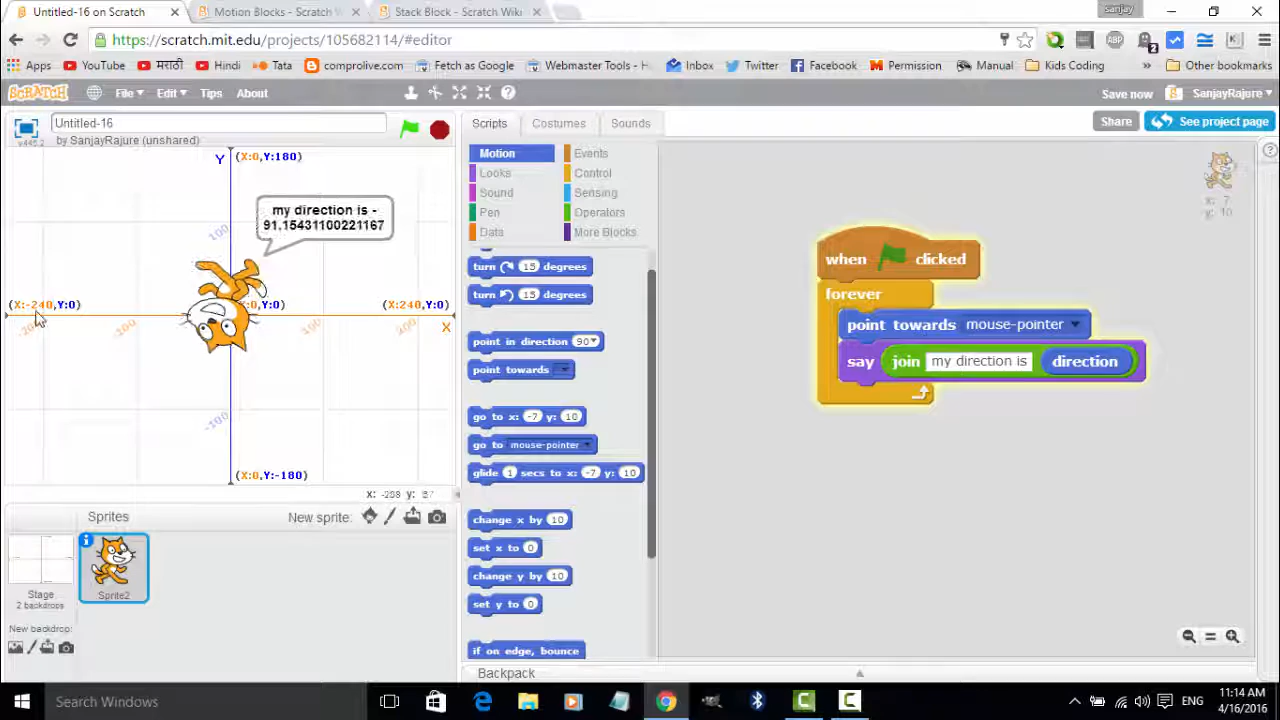 Untitled-16 on Scratch
Motion Blocks - Scratch W
Stack Block - Scratch Wiki
sanjay
https://scratch.mit.edu/projects/105682114/#editor
Apps YouTube मराठी Hindi Tata comprolive.com Fetch as Google Webmaster Tools - H Inbox Twitter Facebook Permission Manual Kids Coding » Other bookmarks
SCRATCH File Edit Tips About Save now SanjayRajure
Untitled-16
by SanjayRajure (unshared)
Scripts Costumes Sounds
Share See project page
Y (X:0,Y:180)
my direction is -
91.15431100221167
100
(X:-240,Y:0) (X:240,Y:0)
-100 100 200 X
-100
(X:0,Y:-180)
Motion
Looks
Sound
Pen
Data
Events
Control
Sensing
Operators
More Blocks
turn 15 degrees
turn 15 degrees
point in direction 90
point towards
go to x: -7 y: 10
go to mouse-pointer
glide 1 secs to x: -7 y: 10
change x by 10
set x to 0
change y by 10
set y to 0
if on edge, bounce
when clicked
forever
point towards mouse-pointer
say join my direction is direction
y: 10
Sprites New sprite:
Stage
2 backdrops
Sprite2
New backdrop:
Backpack
Search Windows
ENG
11:14 AM
4/16/2016